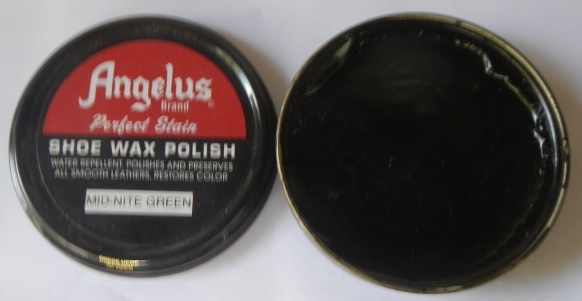 Angelus
Brand
Perfect Stain
SHOE WAX POLISH
WATER REPELLENT, POLISHES AND PRESERVES
ALL SMOOTH LEATHERS, RESTORES COLOR
MID-NITE GREEN